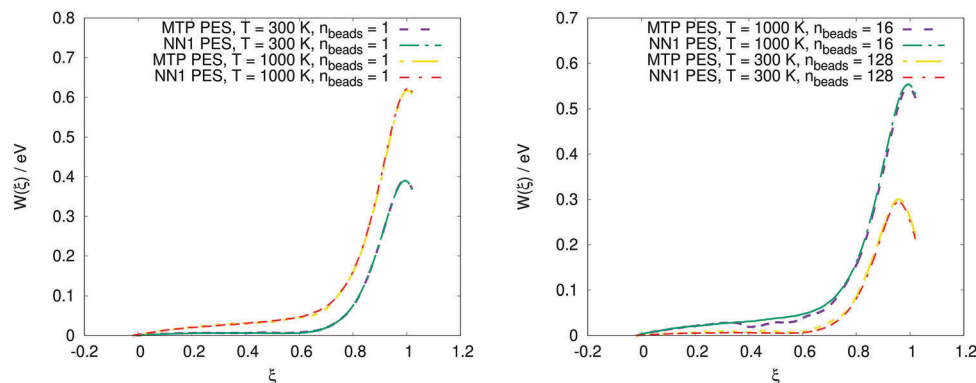 MTP PES, T = 300 K, n_beads = 1
NN1 PES, T = 300 K, n_beads = 1
MTP PES, T = 1000 K, n_beads = 1
NN1 PES, T = 1000 K, n_beads = 1
0.8
0.7
0.6
0.5
0.4
0.3
0.2
0.1
0
W(ξ) / eV
-0.2 0 0.2 0.4 0.6 0.8 1 1.2
ξ
MTP PES, T = 1000 K, n_beads = 16
NN1 PES, T = 1000 K, n_beads = 16
MTP PES, T = 300 K, n_beads = 128
NN1 PES, T = 300 K, n_beads = 128
0.7
0.6
0.5
0.4
0.3
0.2
0.1
0
W(ξ) / eV
-0.2 0 0.2 0.4 0.6 0.8 1 1.2
ξ